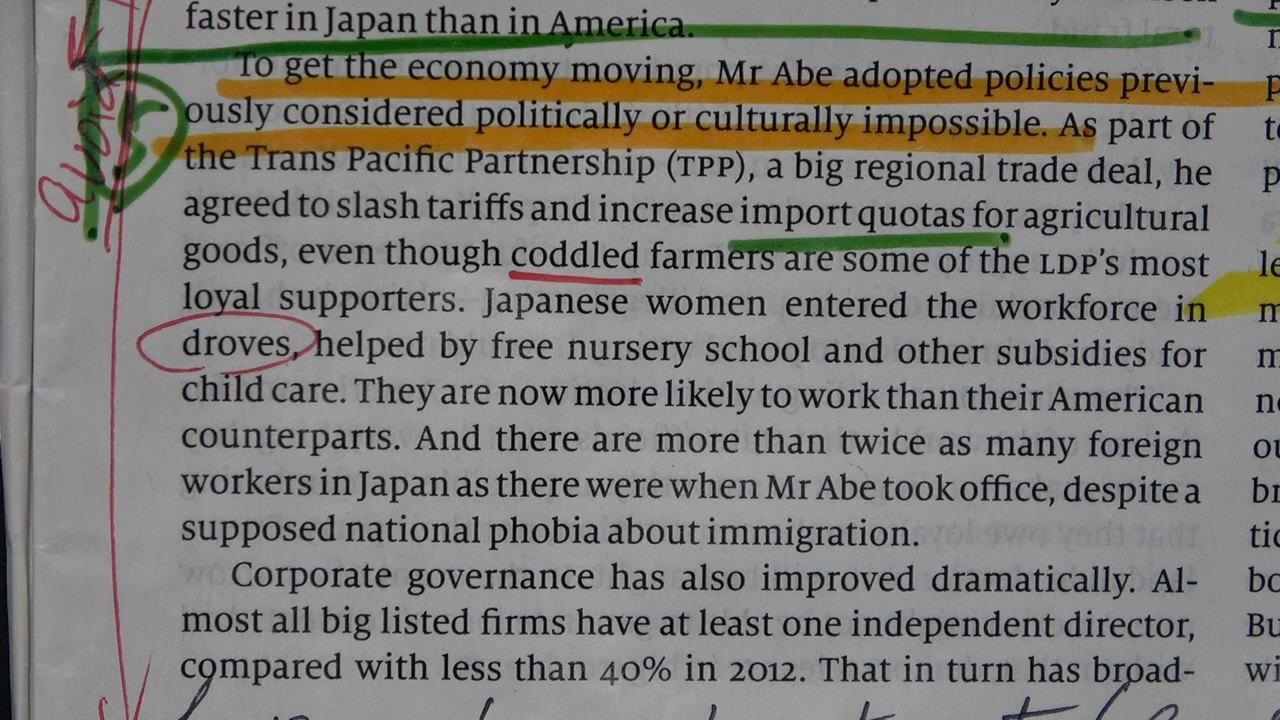 faster in Japan than in America.
To get the economy moving, Mr Abe adopted policies previ-
ously considered politically or culturally impossible. As part of
the Trans Pacific Partnership (TPP), a big regional trade deal, he
agreed to slash tariffs and increase import quotas for agricultural
goods, even though coddled farmers are some of the LDP's most
loyal supporters. Japanese women entered the workforce in
droves, helped by free nursery school and other subsidies for
child care. They are now more likely to work than their American
counterparts. And there are more than twice as many foreign
workers in Japan as there were when Mr Abe took office, despite a
supposed national phobia about immigration.
Corporate governance has also improved dramatically. Al-
most all big listed firms have at least one independent director,
compared with less than 40% in 2012. That in turn has broad-